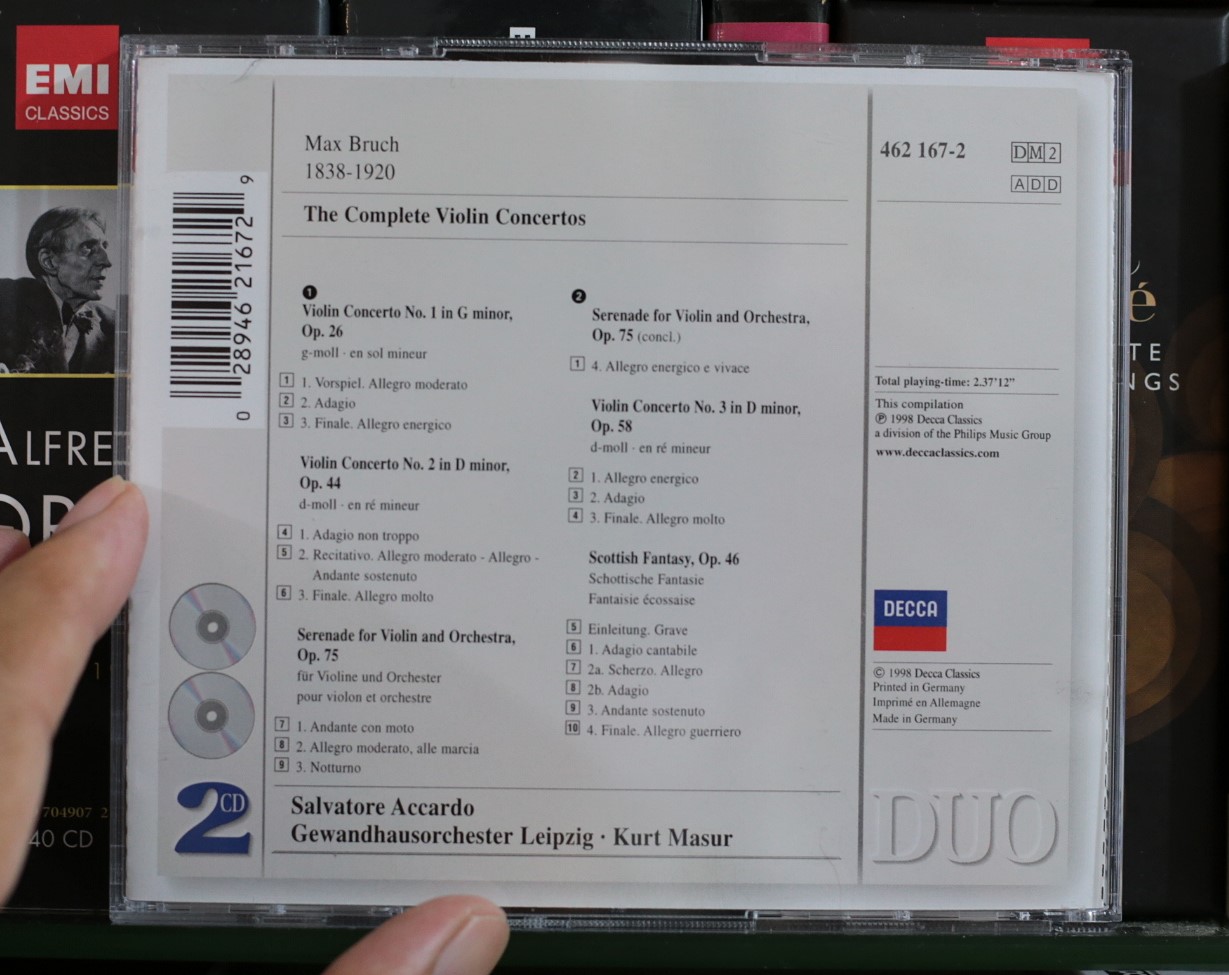 EMI
CLASSICS
ALFRE
704907 2
40 CD
0 28946 21672 9
2 CD
Max Bruch
1838-1920
The Complete Violin Concertos
1
Violin Concerto No. 1 in G minor,
Op. 26
g-moll · en sol mineur
1 1. Vorspiel. Allegro moderato
2 2. Adagio
3 3. Finale. Allegro energico
Violin Concerto No. 2 in D minor,
Op. 44
d-moll · en ré mineur
4 1. Adagio non troppo
5 2. Recitativo. Allegro moderato - Allegro -
Andante sostenuto
6 3. Finale. Allegro molto
Serenade for Violin and Orchestra,
Op. 75
für Violine und Orchester
pour violon et orchestre
7 1. Andante con moto
8 2. Allegro moderato, alle marcia
9 3. Notturno
2
Serenade for Violin and Orchestra,
Op. 75 (concl.)
1 4. Allegro energico e vivace
Violin Concerto No. 3 in D minor,
Op. 58
d-moll · en ré mineur
2 1. Allegro energico
3 2. Adagio
4 3. Finale. Allegro molto
Scottish Fantasy, Op. 46
Schottische Fantasie
Fantaisie écossaise
5 Einleitung. Grave
6 1. Adagio cantabile
7 2a. Scherzo. Allegro
8 2b. Adagio
9 3. Andante sostenuto
10 4. Finale. Allegro guerriero
Salvatore Accardo
Gewandhausorchester Leipzig · Kurt Masur
462 167-2 DM2
ADD
Total playing-time: 2.37'12"
This compilation
℗ 1998 Decca Classics
a division of the Philips Music Group
www.deccaclassics.com
DECCA
© 1998 Decca Classics
Printed in Germany
Imprimé en Allemagne
Made in Germany
DUO
é
TE
NGS